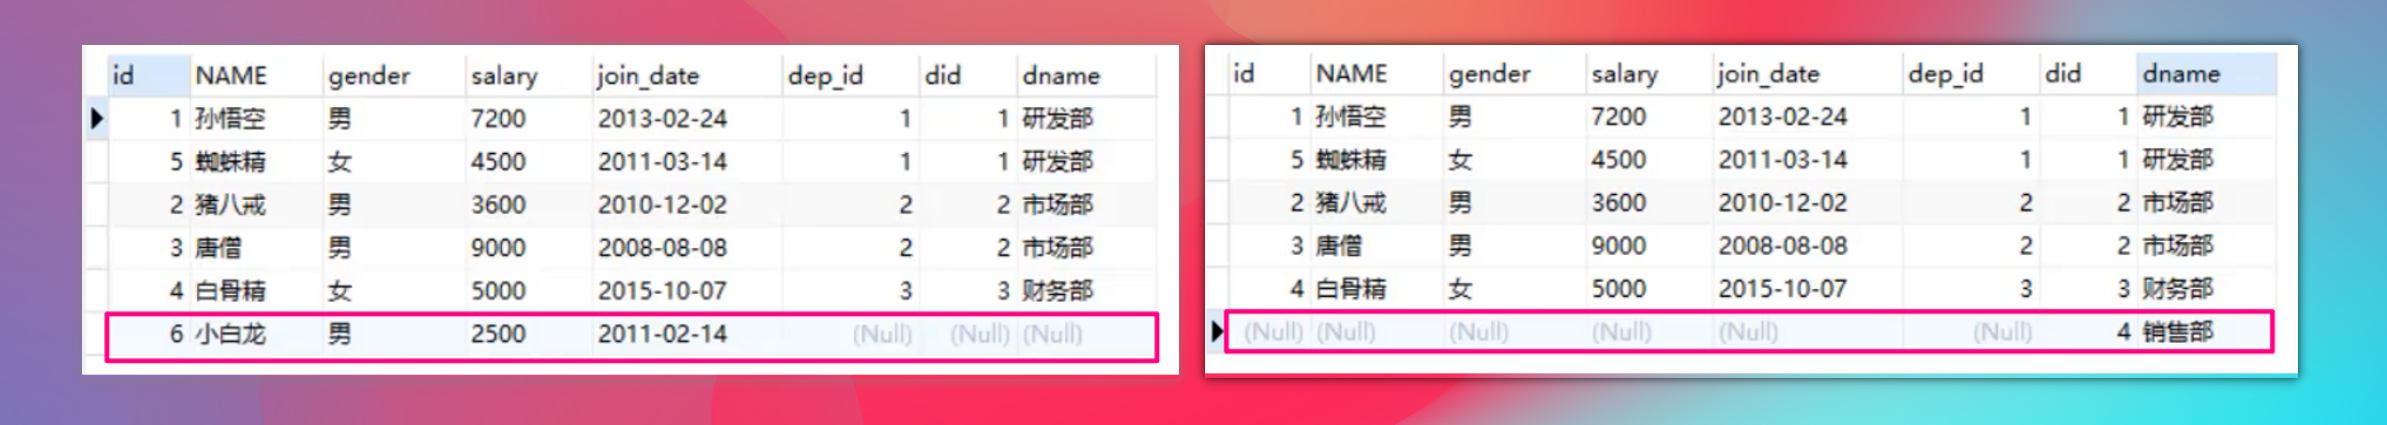 id NAME gender salary join_date dep_id did dname
1 孙悟空 男 7200 2013-02-24 1 1 研发部
5 蜘蛛精 女 4500 2011-03-14 1 1 研发部
2 猪八戒 男 3600 2010-12-02 2 2 市场部
3 唐僧 男 9000 2008-08-08 2 2 市场部
4 白骨精 女 5000 2015-10-07 3 3 财务部
6 小白龙 男 2500 2011-02-14 (Null) (Null) (Null)
id NAME gender salary join_date dep_id did dname
1 孙悟空 男 7200 2013-02-24 1 1 研发部
5 蜘蛛精 女 4500 2011-03-14 1 1 研发部
2 猪八戒 男 3600 2010-12-02 2 2 市场部
3 唐僧 男 9000 2008-08-08 2 2 市场部
4 白骨精 女 5000 2015-10-07 3 3 财务部
(Null) (Null) (Null) (Null) (Null) (Null) 4 销售部